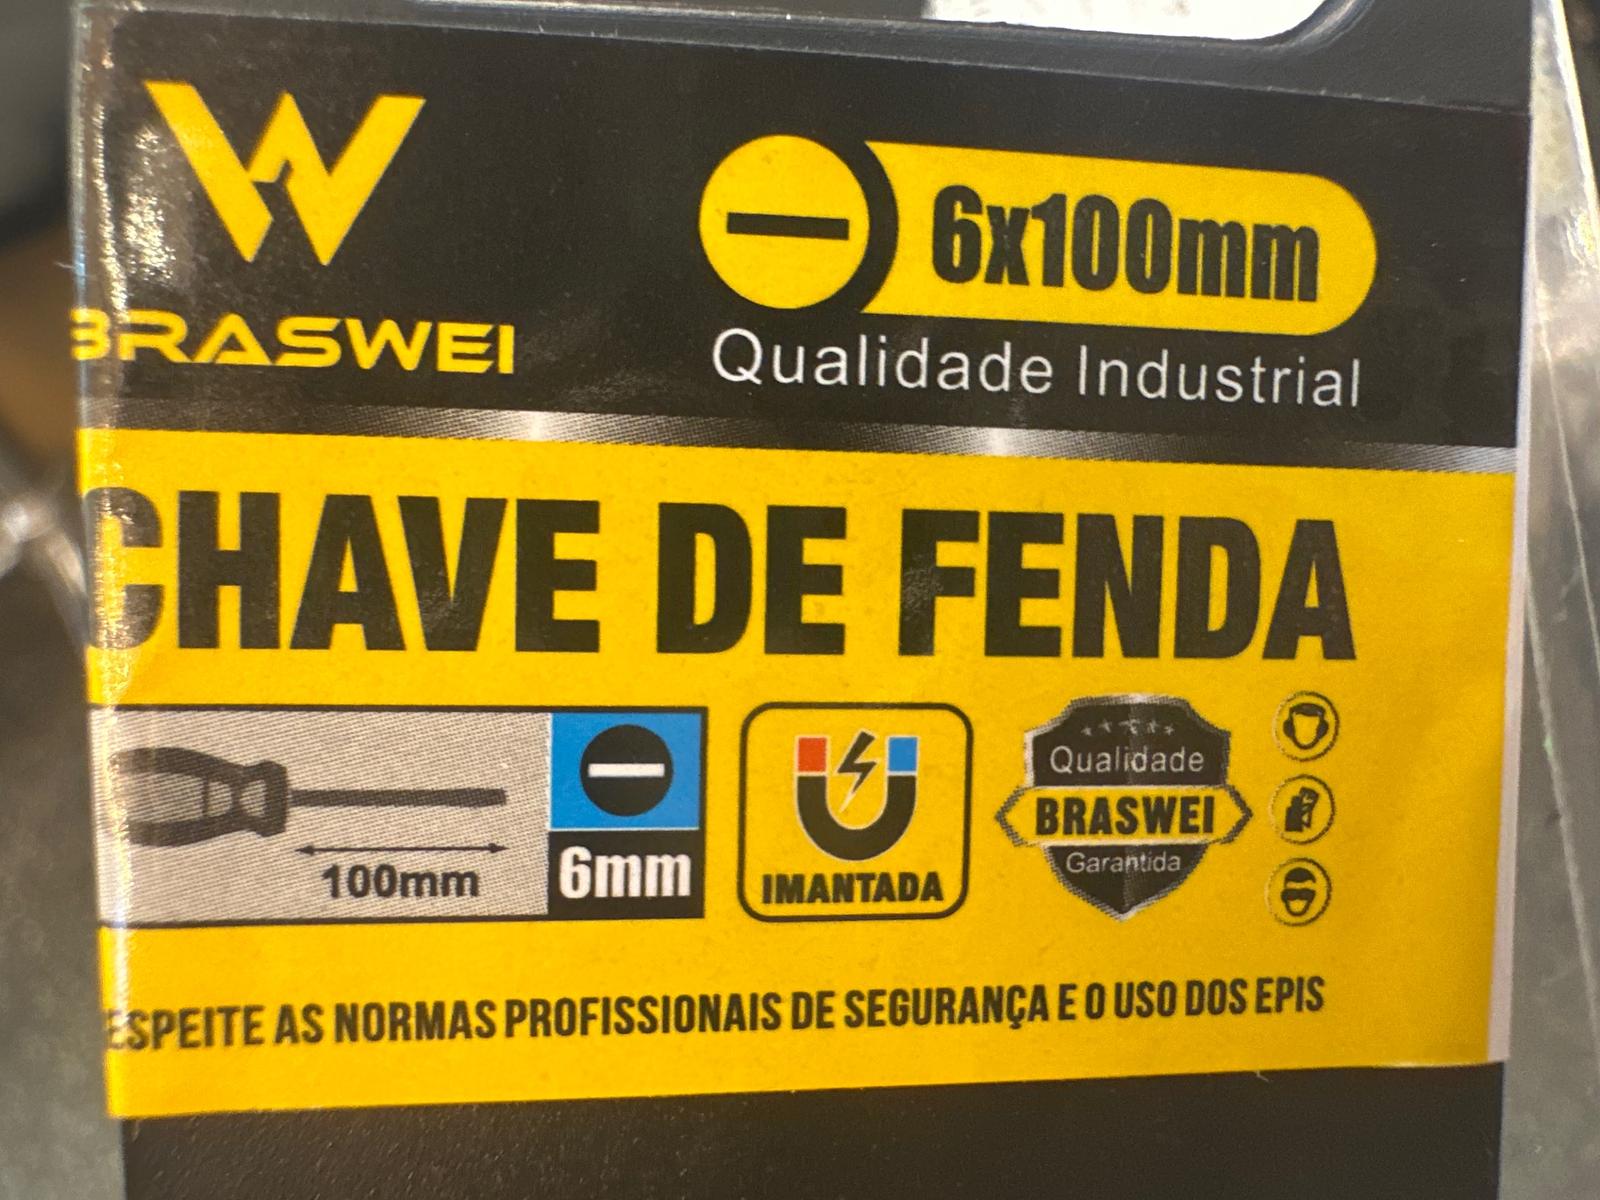 BRASWEI
6x100mm
Qualidade Industrial
CHAVE DE FENDA
100mm
6mm
IMANTADA
Qualidade
BRASWEI
Garantida
ESPEITE AS NORMAS PROFISSIONAIS DE SEGURANÇA E O USO DOS EPIS